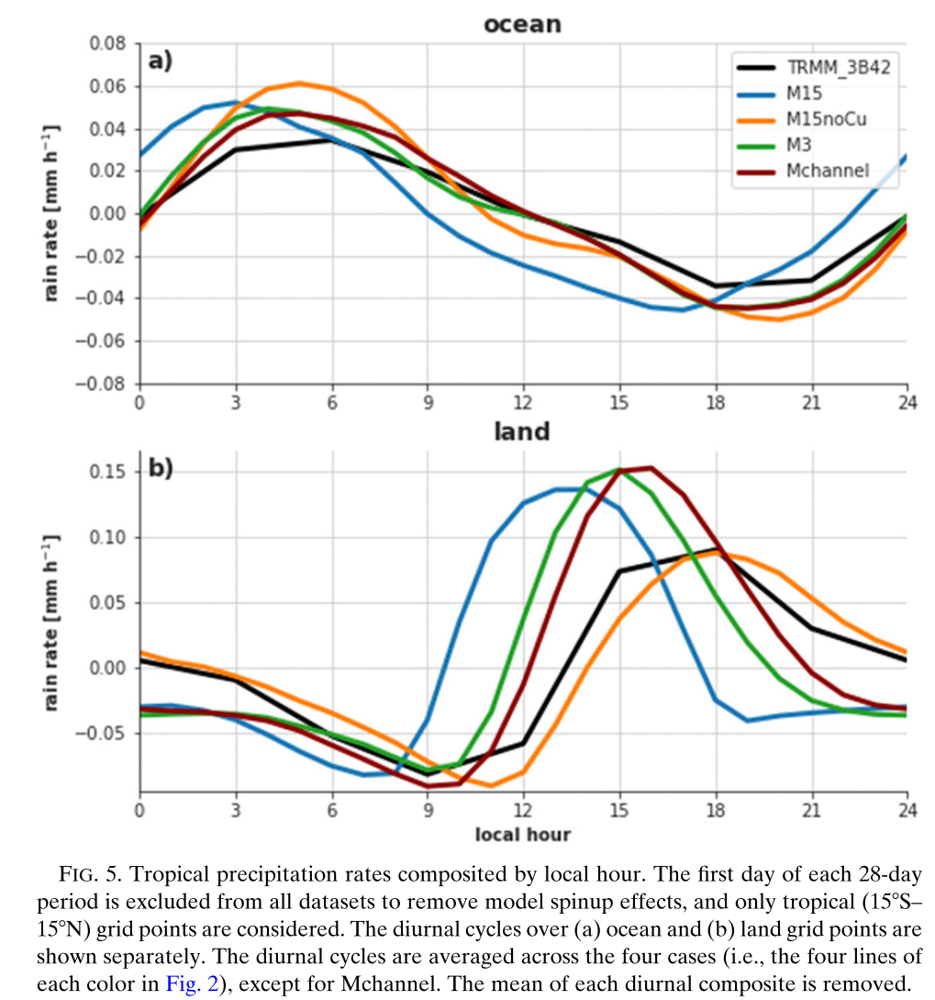 ocean
a)
0.08
0.06
0.04
0.02
0.00
−0.02
−0.04
−0.06
−0.08
rain rate [mm h⁻¹]
TRMM_3B42
M15
M15noCu
M3
Mchannel
0 3 6 9 12 15 18 21 24
land
b)
0.15
0.10
0.05
0.00
−0.05
rain rate [mm h⁻¹]
0 3 6 9 12 15 18 21 24
local hour
FIG. 5. Tropical precipitation rates composited by local hour. The first day of each 28-day
period is excluded from all datasets to remove model spinup effects, and only tropical (15°S–
15°N) grid points are considered. The diurnal cycles over (a) ocean and (b) land grid points are
shown separately. The diurnal cycles are averaged across the four cases (i.e., the four lines of
each color in Fig. 2), except for Mchannel. The mean of each diurnal composite is removed.